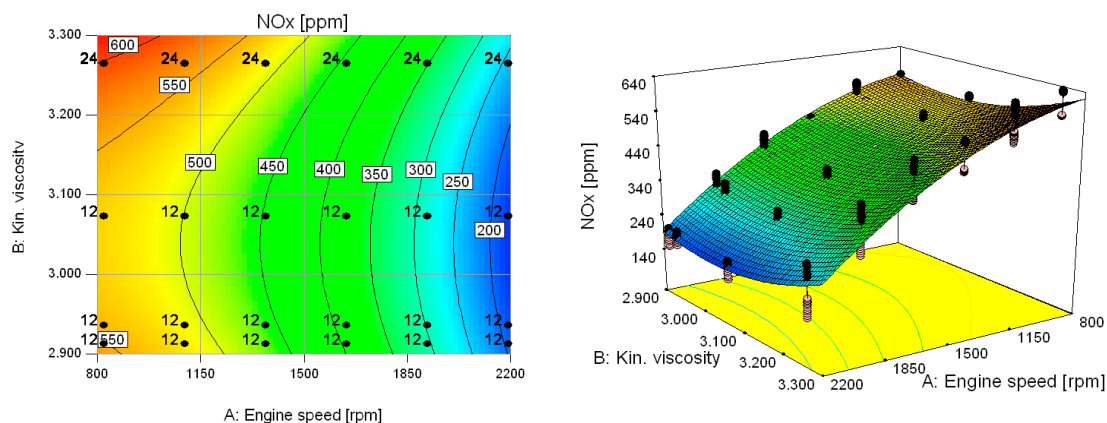 NOx [ppm]
3.300
3.200
3.100
3.000
2.900
B: Kin. viscosity
600
24 24 24 24 24 24
550
500 450 400 350 300 250
12 12 12 12 12 12
200
12 12 12 12 12 12
550
12 12 12 12 12 12
800 1150 1500 1850 2200
A: Engine speed [rpm]
NOx [ppm]
640
540
440
340
240
140
2.900
3.000
3.100
3.200
3.300
B: Kin. viscosity
2200
1850
1500
1150
800
A: Engine speed [rpm]